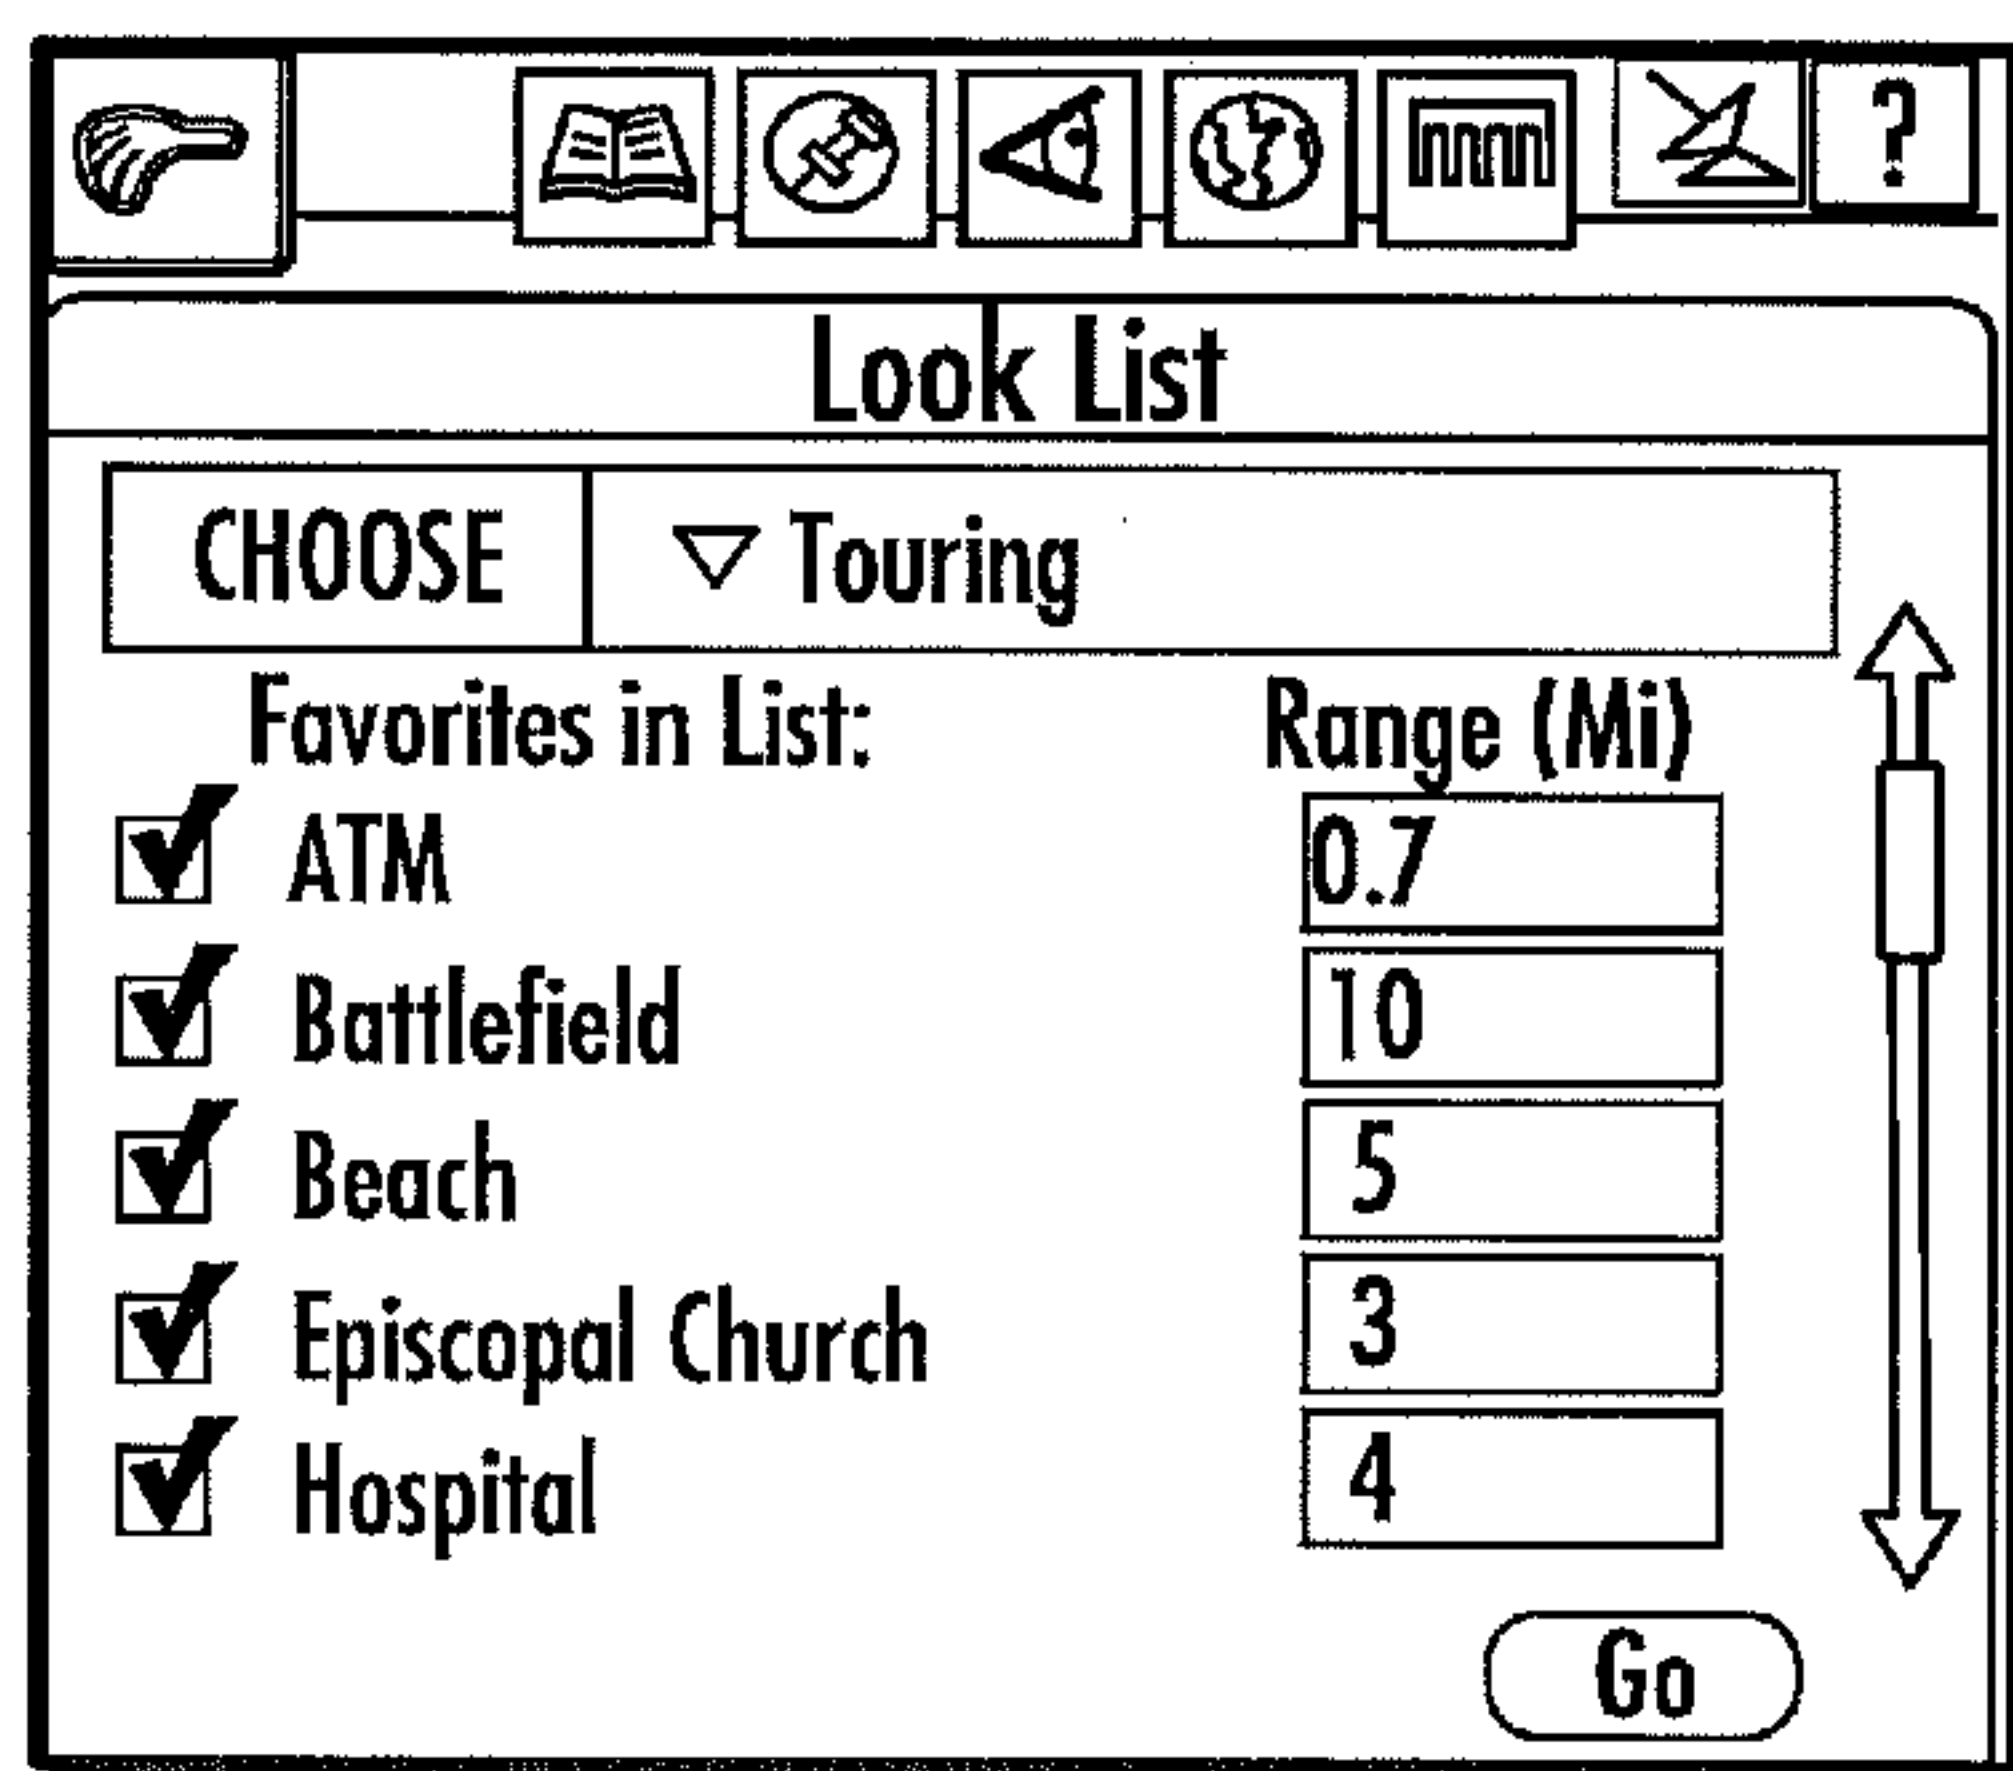 ?
Look List
CHOOSE ▽ Touring
Favorites in List: Range (Mi)
ATM 0.7
Battlefield 10
Beach 5
Episcopal Church 3
Hospital 4
Go